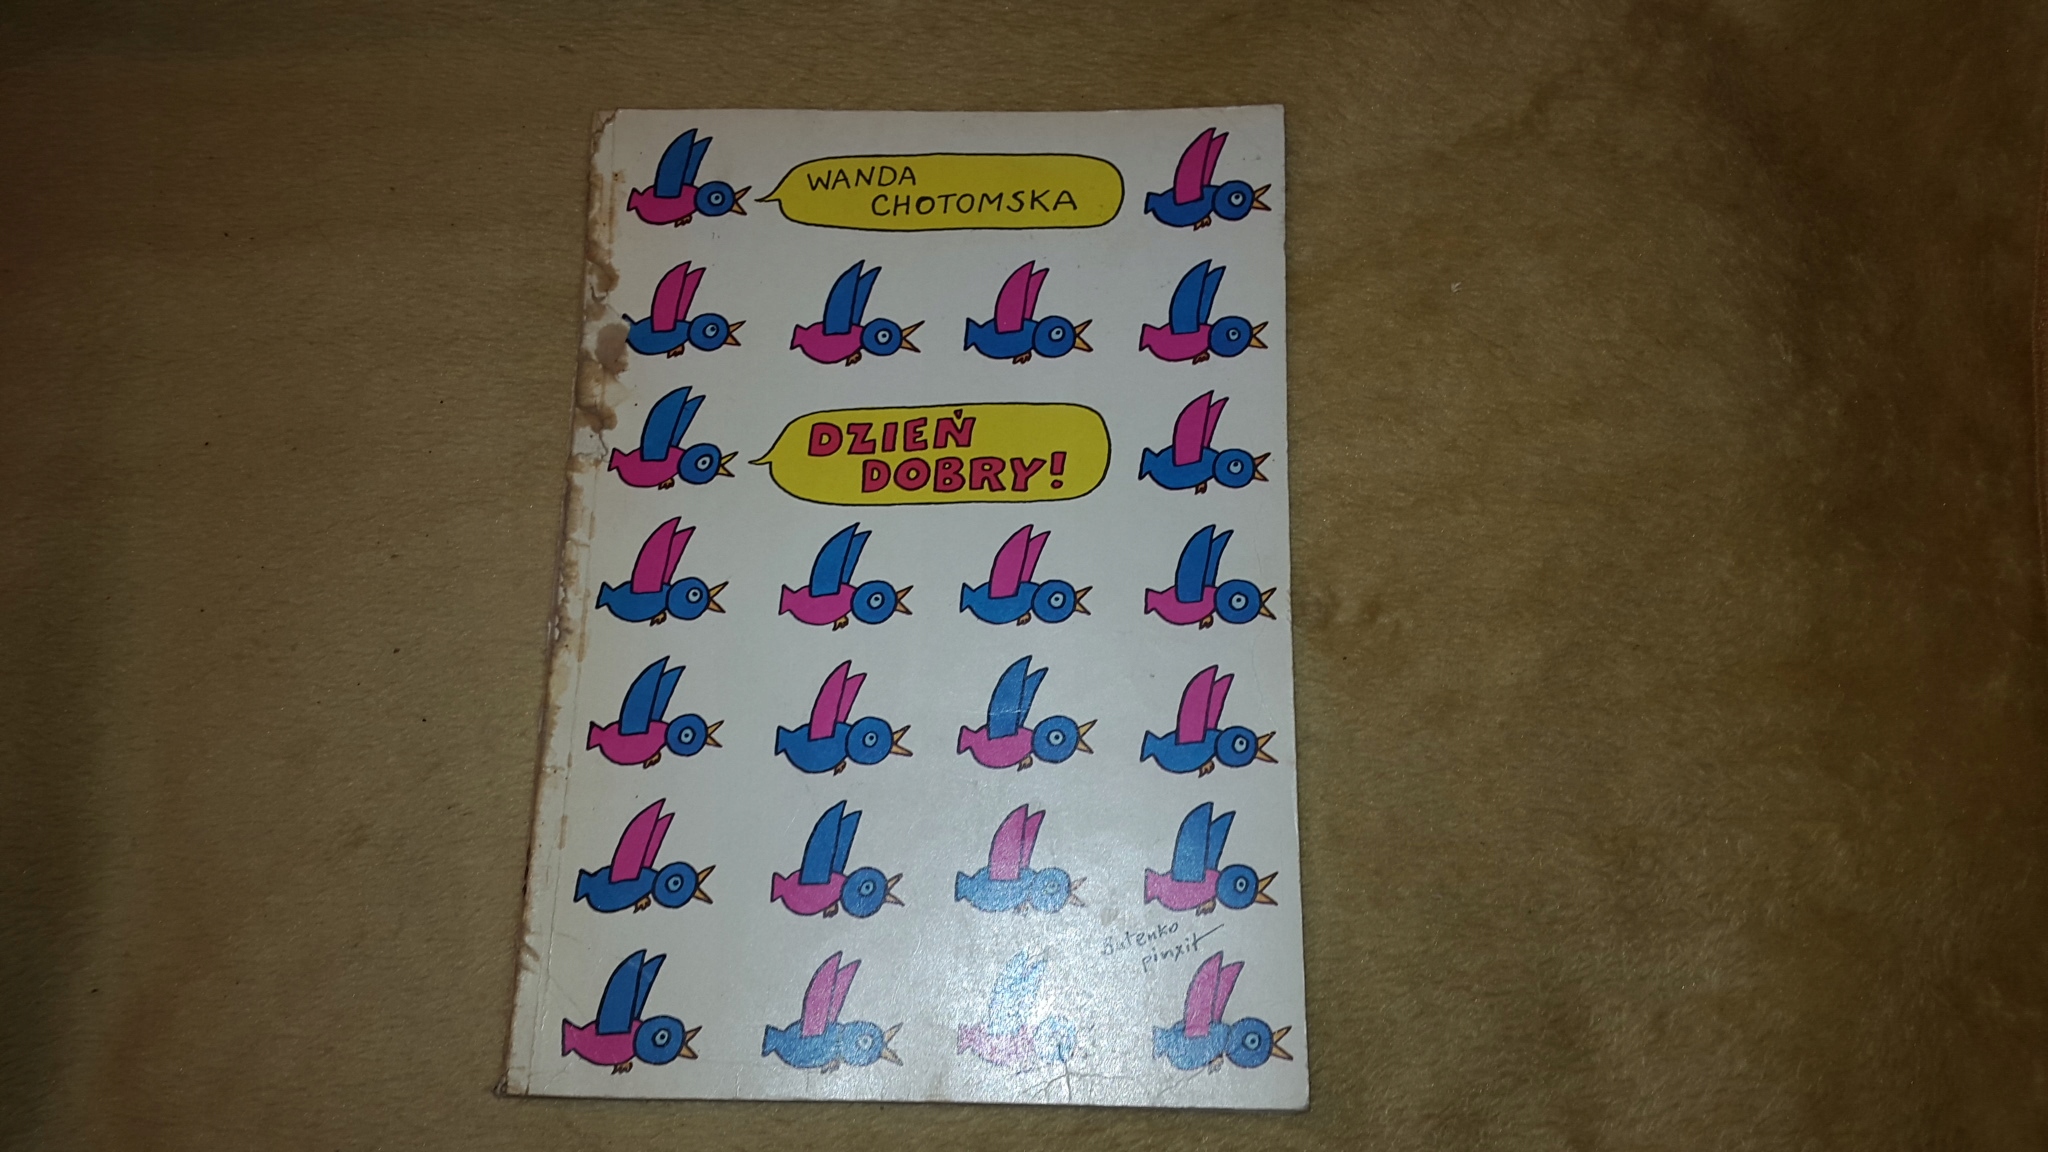 WANDA
CHOTOMSKA
DZIEŃ
DOBRY!
Butenko
pinxit